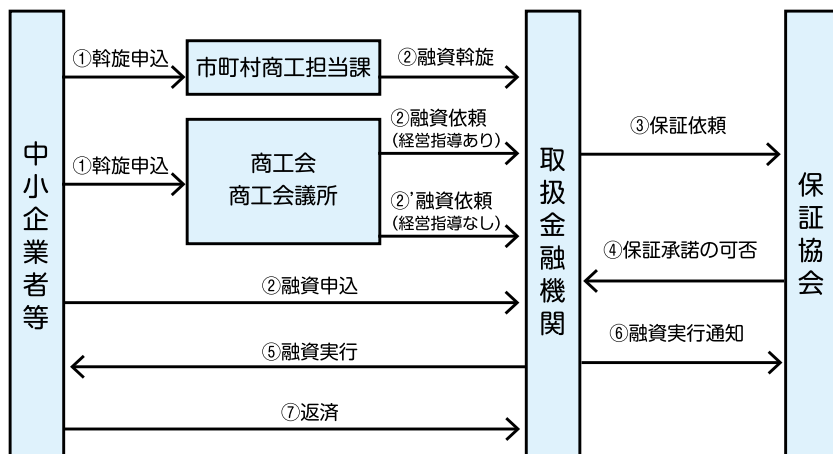 中小企業者等
①斡旋申込
市町村商工担当課
②融資斡旋
①斡旋申込
商工会
商工会議所
②融資依頼
(経営指導あり)
②'融資依頼
(経営指導なし)
②融資申込
⑤融資実行
⑦返済
取扱金融機関
③保証依頼
④保証承諾の可否
⑥融資実行通知
保証協会